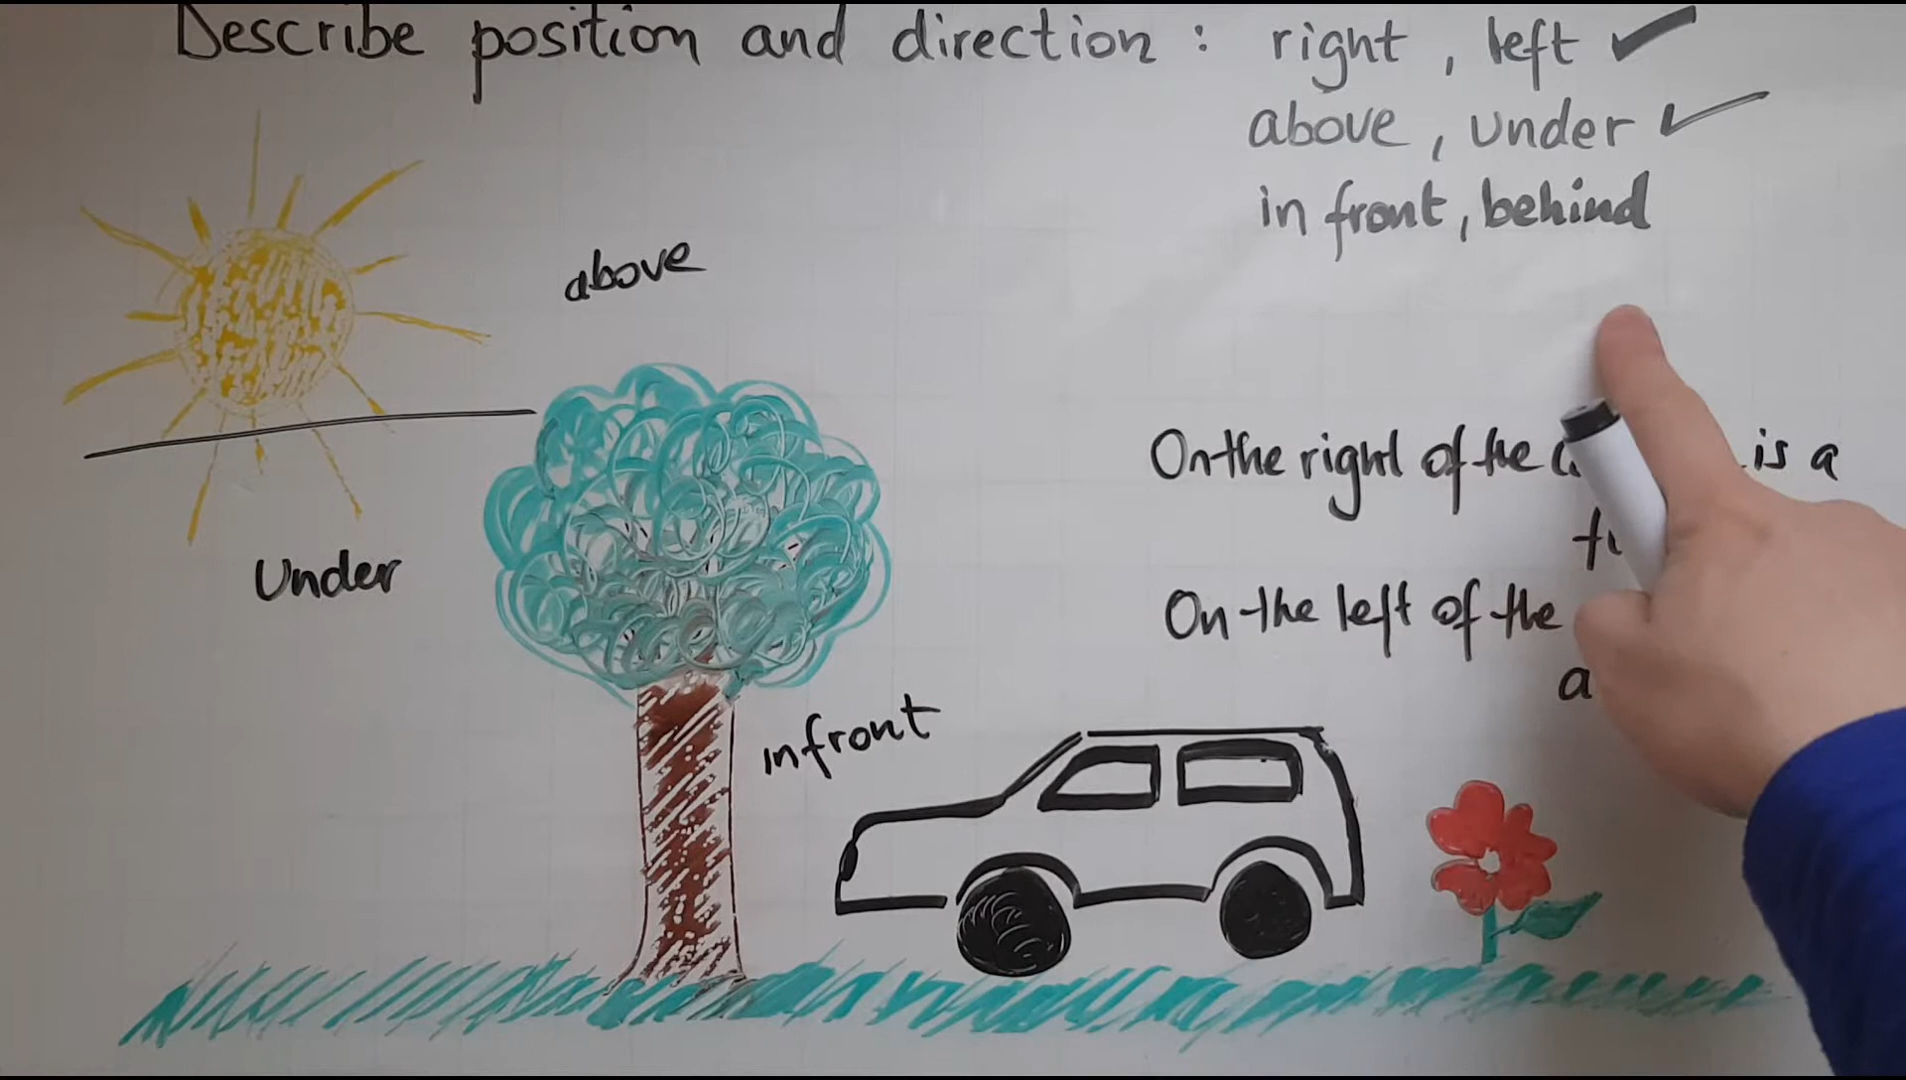 Describe position and direction : right , left ✓
above , under ✓
in front , behind
above
Under
On the right of the is a
On the left of the
a
infront